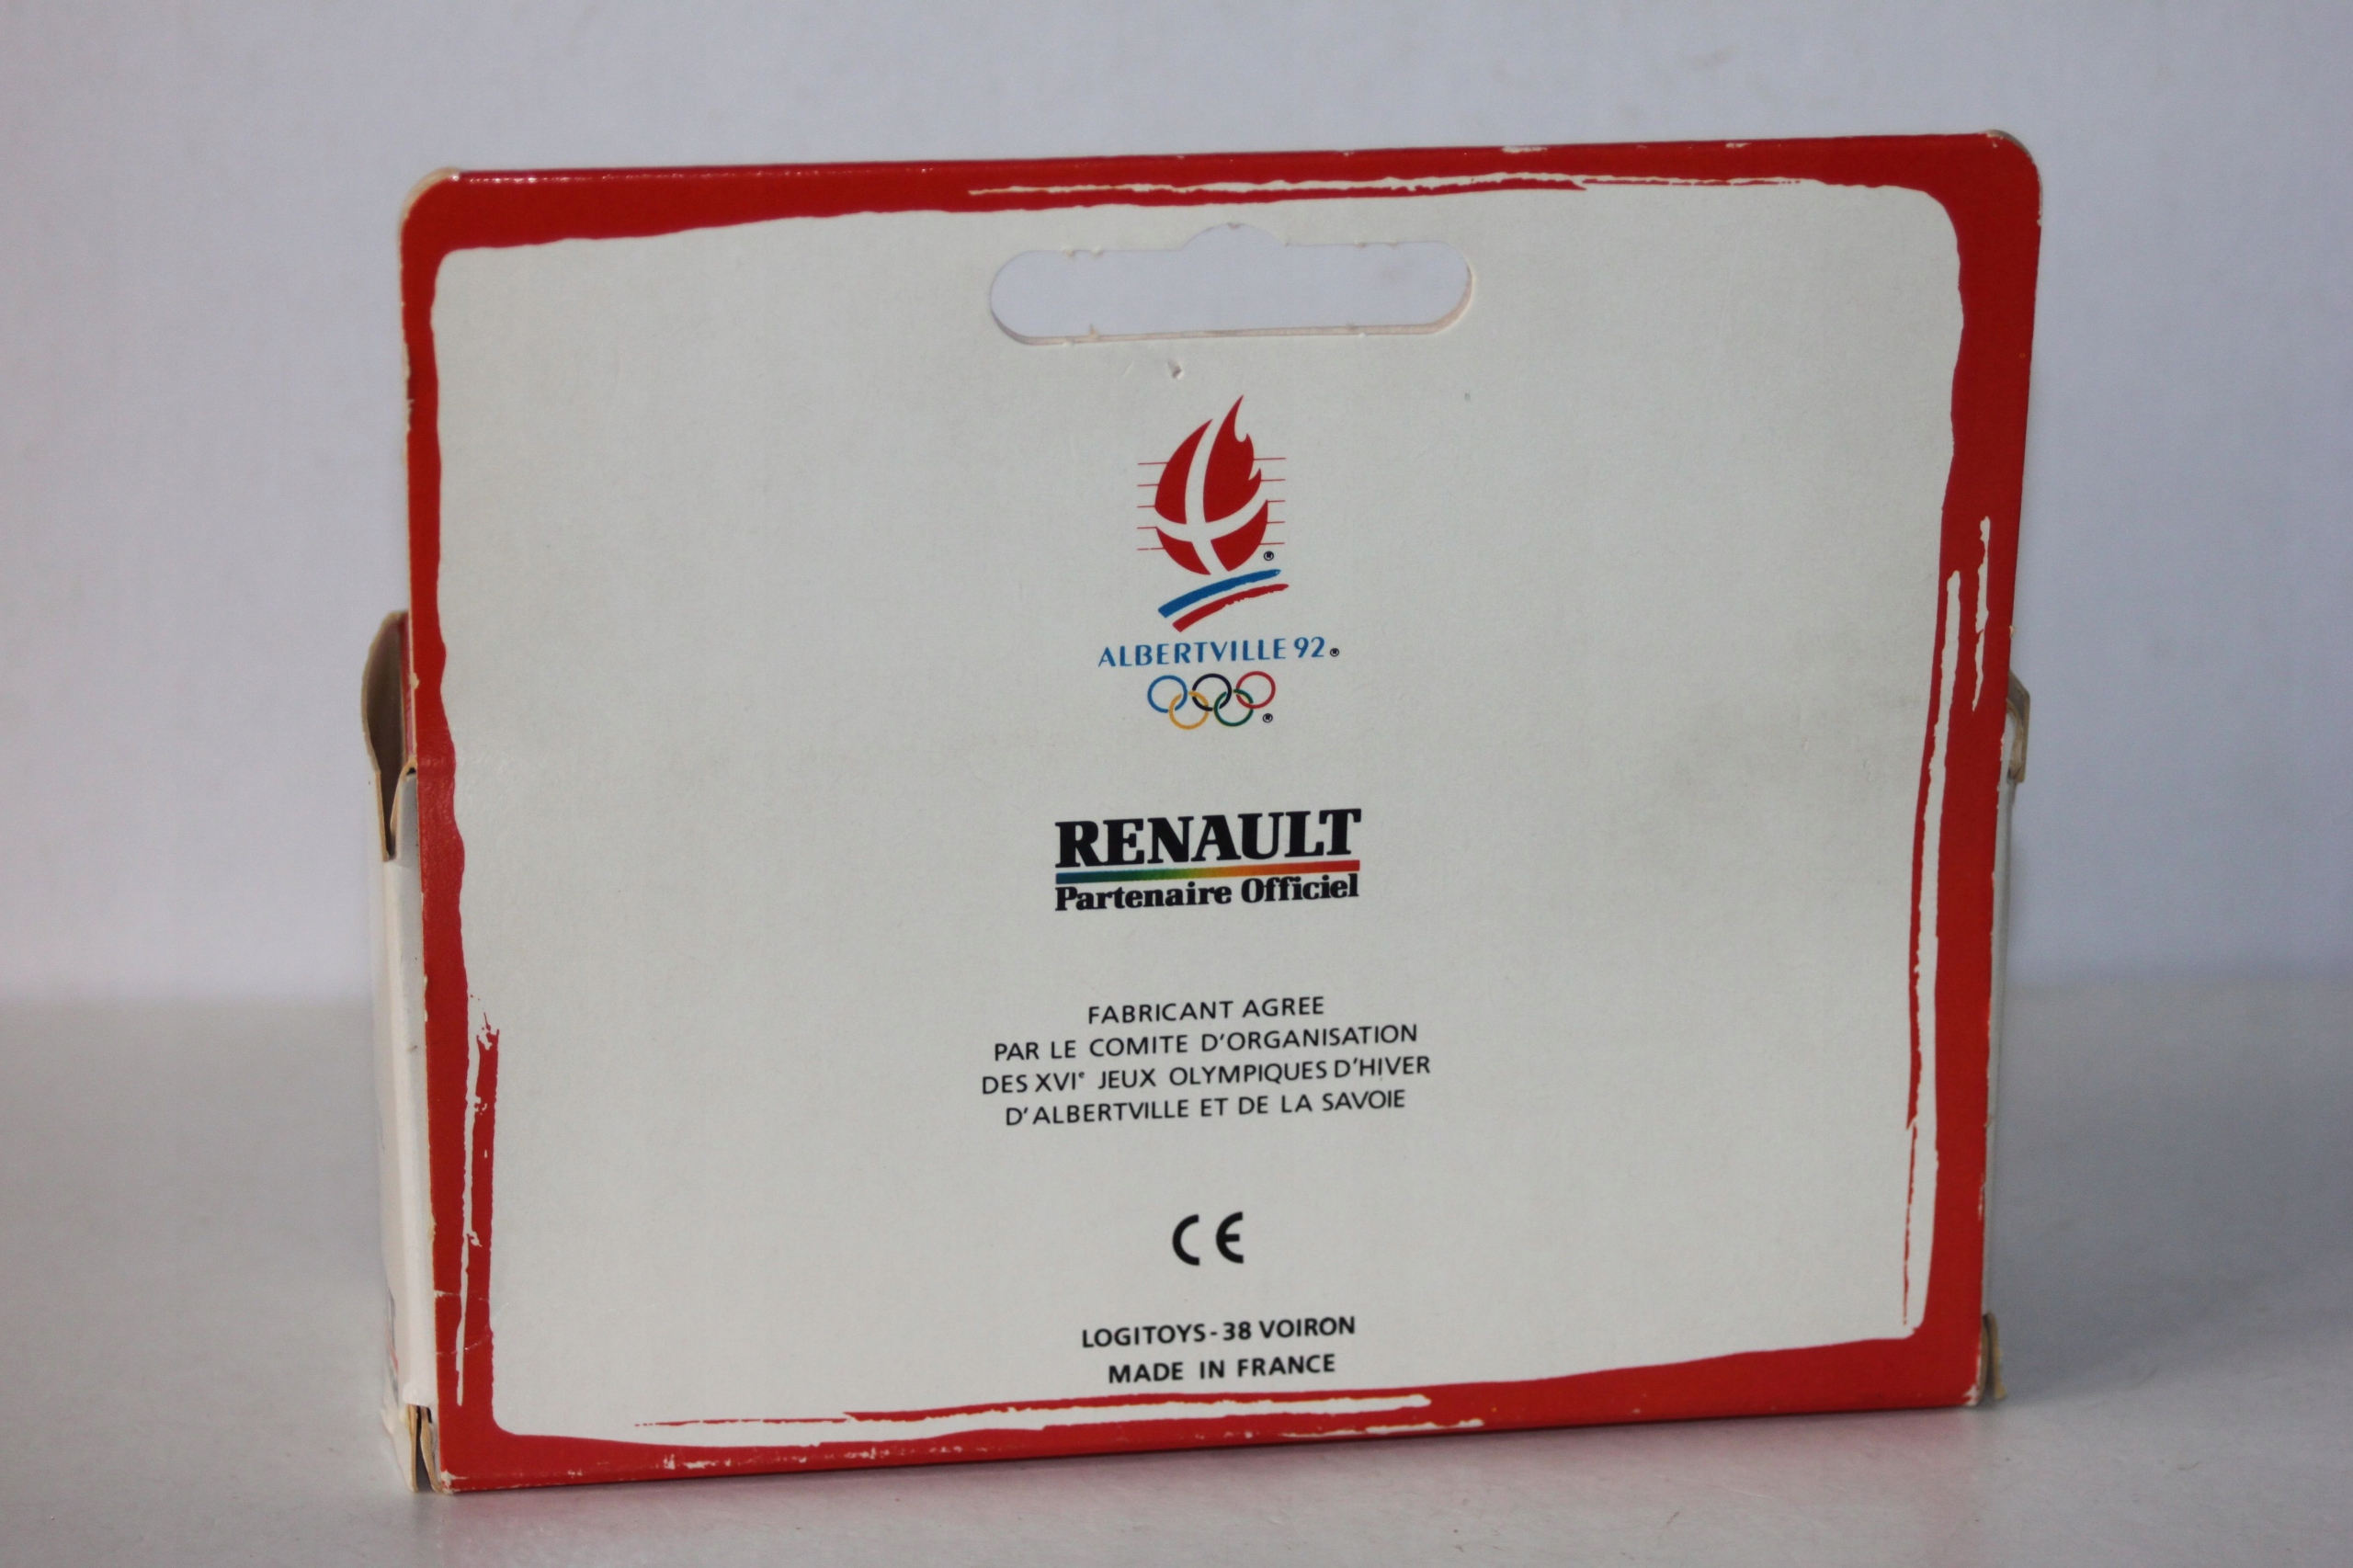 ®
ALBERTVILLE 92®
®
RENAULT
Partenaire Officiel
FABRICANT AGREE
PAR LE COMITE D'ORGANISATION
DES XVIᵉ JEUX OLYMPIQUES D'HIVER
D'ALBERTVILLE ET DE LA SAVOIE
CE
LOGITOYS - 38 VOIRON
MADE IN FRANCE